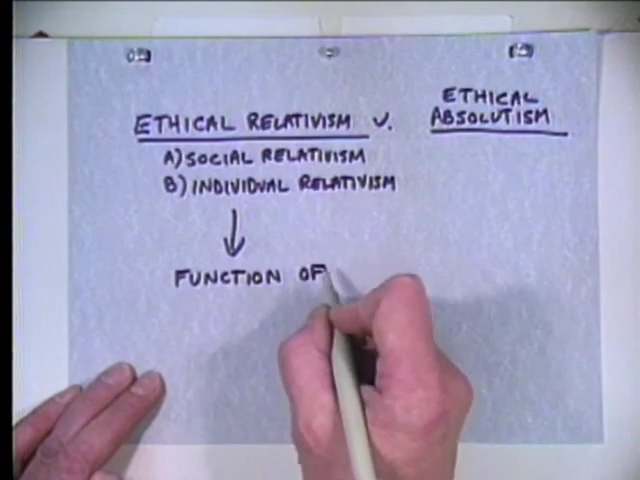 ETHICAL RELATIVISM V.
ETHICAL
ABSOLUTISM
A) SOCIAL RELATIVISM
B) INDIVIDUAL RELATIVISM
FUNCTION OF